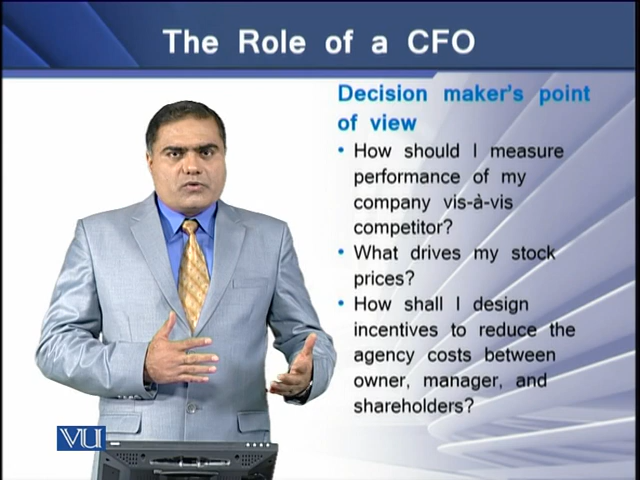 The Role of a CFO
Decision maker's point
of view
• How should I measure
performance of my
company vis-à-vis
competitor?
• What drives my stock
prices?
• How shall I design
incentives to reduce the
agency costs between
owner, manager, and
shareholders?
VU